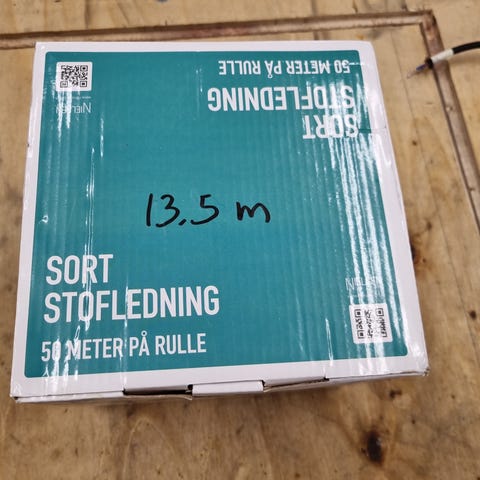 50 METER PÅ RULLE
STOFLEDNING
SORT
13.5 m
SORT
STOFLEDNING
50 METER PÅ RULLE